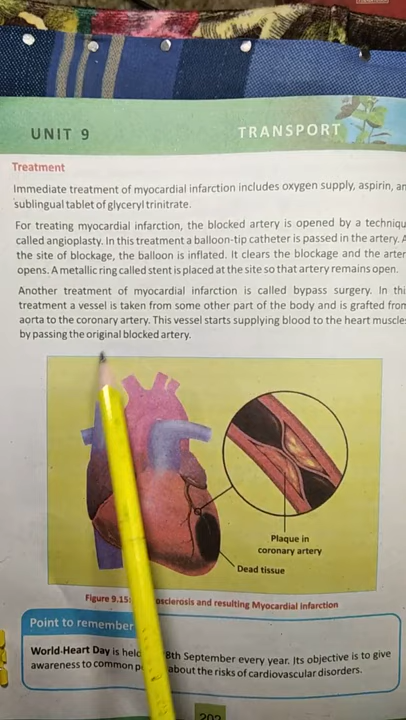 UNIT 9
TRANSPORT
Treatment
Immediate treatment of myocardial infarction includes oxygen supply, aspirin, an
sublingual tablet of glyceryl trinitrate.
For treating myocardial infarction, the blocked artery is opened by a techniqu
called angioplasty. In this treatment a balloon-tip catheter is passed in the artery. A
the site of blockage, the balloon is inflated. It clears the blockage and the arter
opens. A metallic ring called stent is placed at the site so that artery remains open.
Another treatment of myocardial infarction is called bypass surgery. In thi
treatment a vessel is taken from some other part of the body and is grafted from
aorta to the coronary artery. This vessel starts supplying blood to the heart muscle
by passing the original blocked artery.
Plaque in
coronary artery
Dead tissue
Figure 9.15: osclerosis and resulting Myocardial Infarction
Point to remember
World Heart Day is held 8th September every year. Its objective is to give
awareness to common p about the risks of cardiovascular disorders.
202